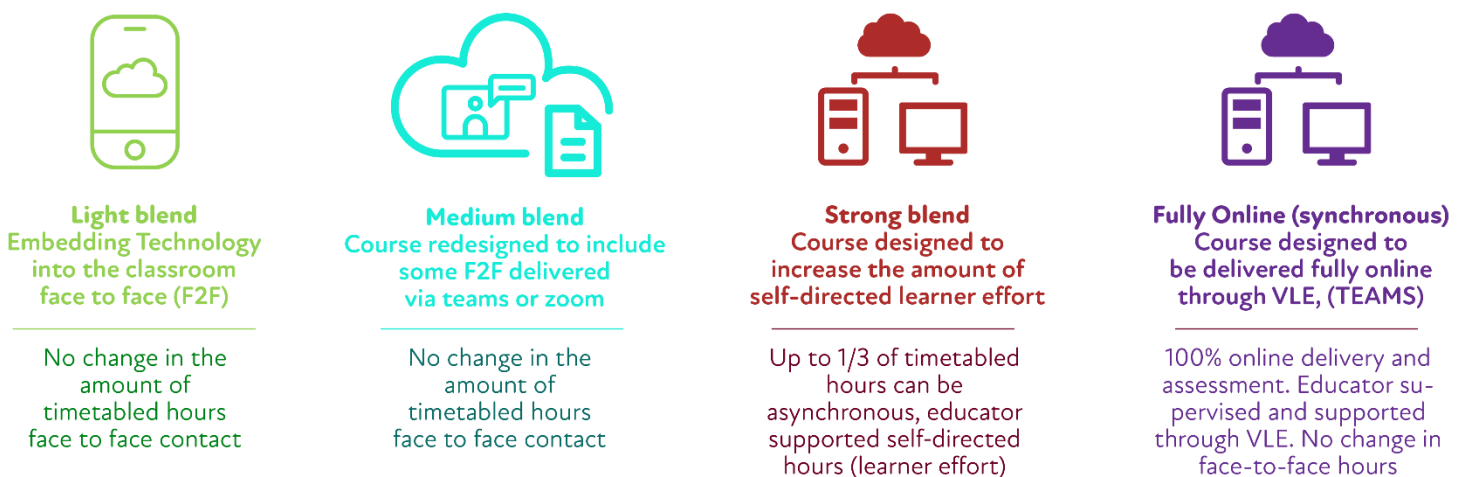 Light blend
Embedding Technology
into the classroom
face to face (F2F)
No change in the
amount of
timetabled hours
face to face contact
Medium blend
Course redesigned to include
some F2F delivered
via teams or zoom
No change in the
amount of
timetabled hours
face to face contact
Strong blend
Course designed to
increase the amount of
self-directed learner effort
Up to 1/3 of timetabled
hours can be
asynchronous, educator
supported self-directed
hours (learner effort)
Fully Online (synchronous)
Course designed to
be delivered fully online
through VLE, (TEAMS)
100% online delivery and
assessment. Educator su-
pervised and supported
through VLE. No change in
face-to-face hours